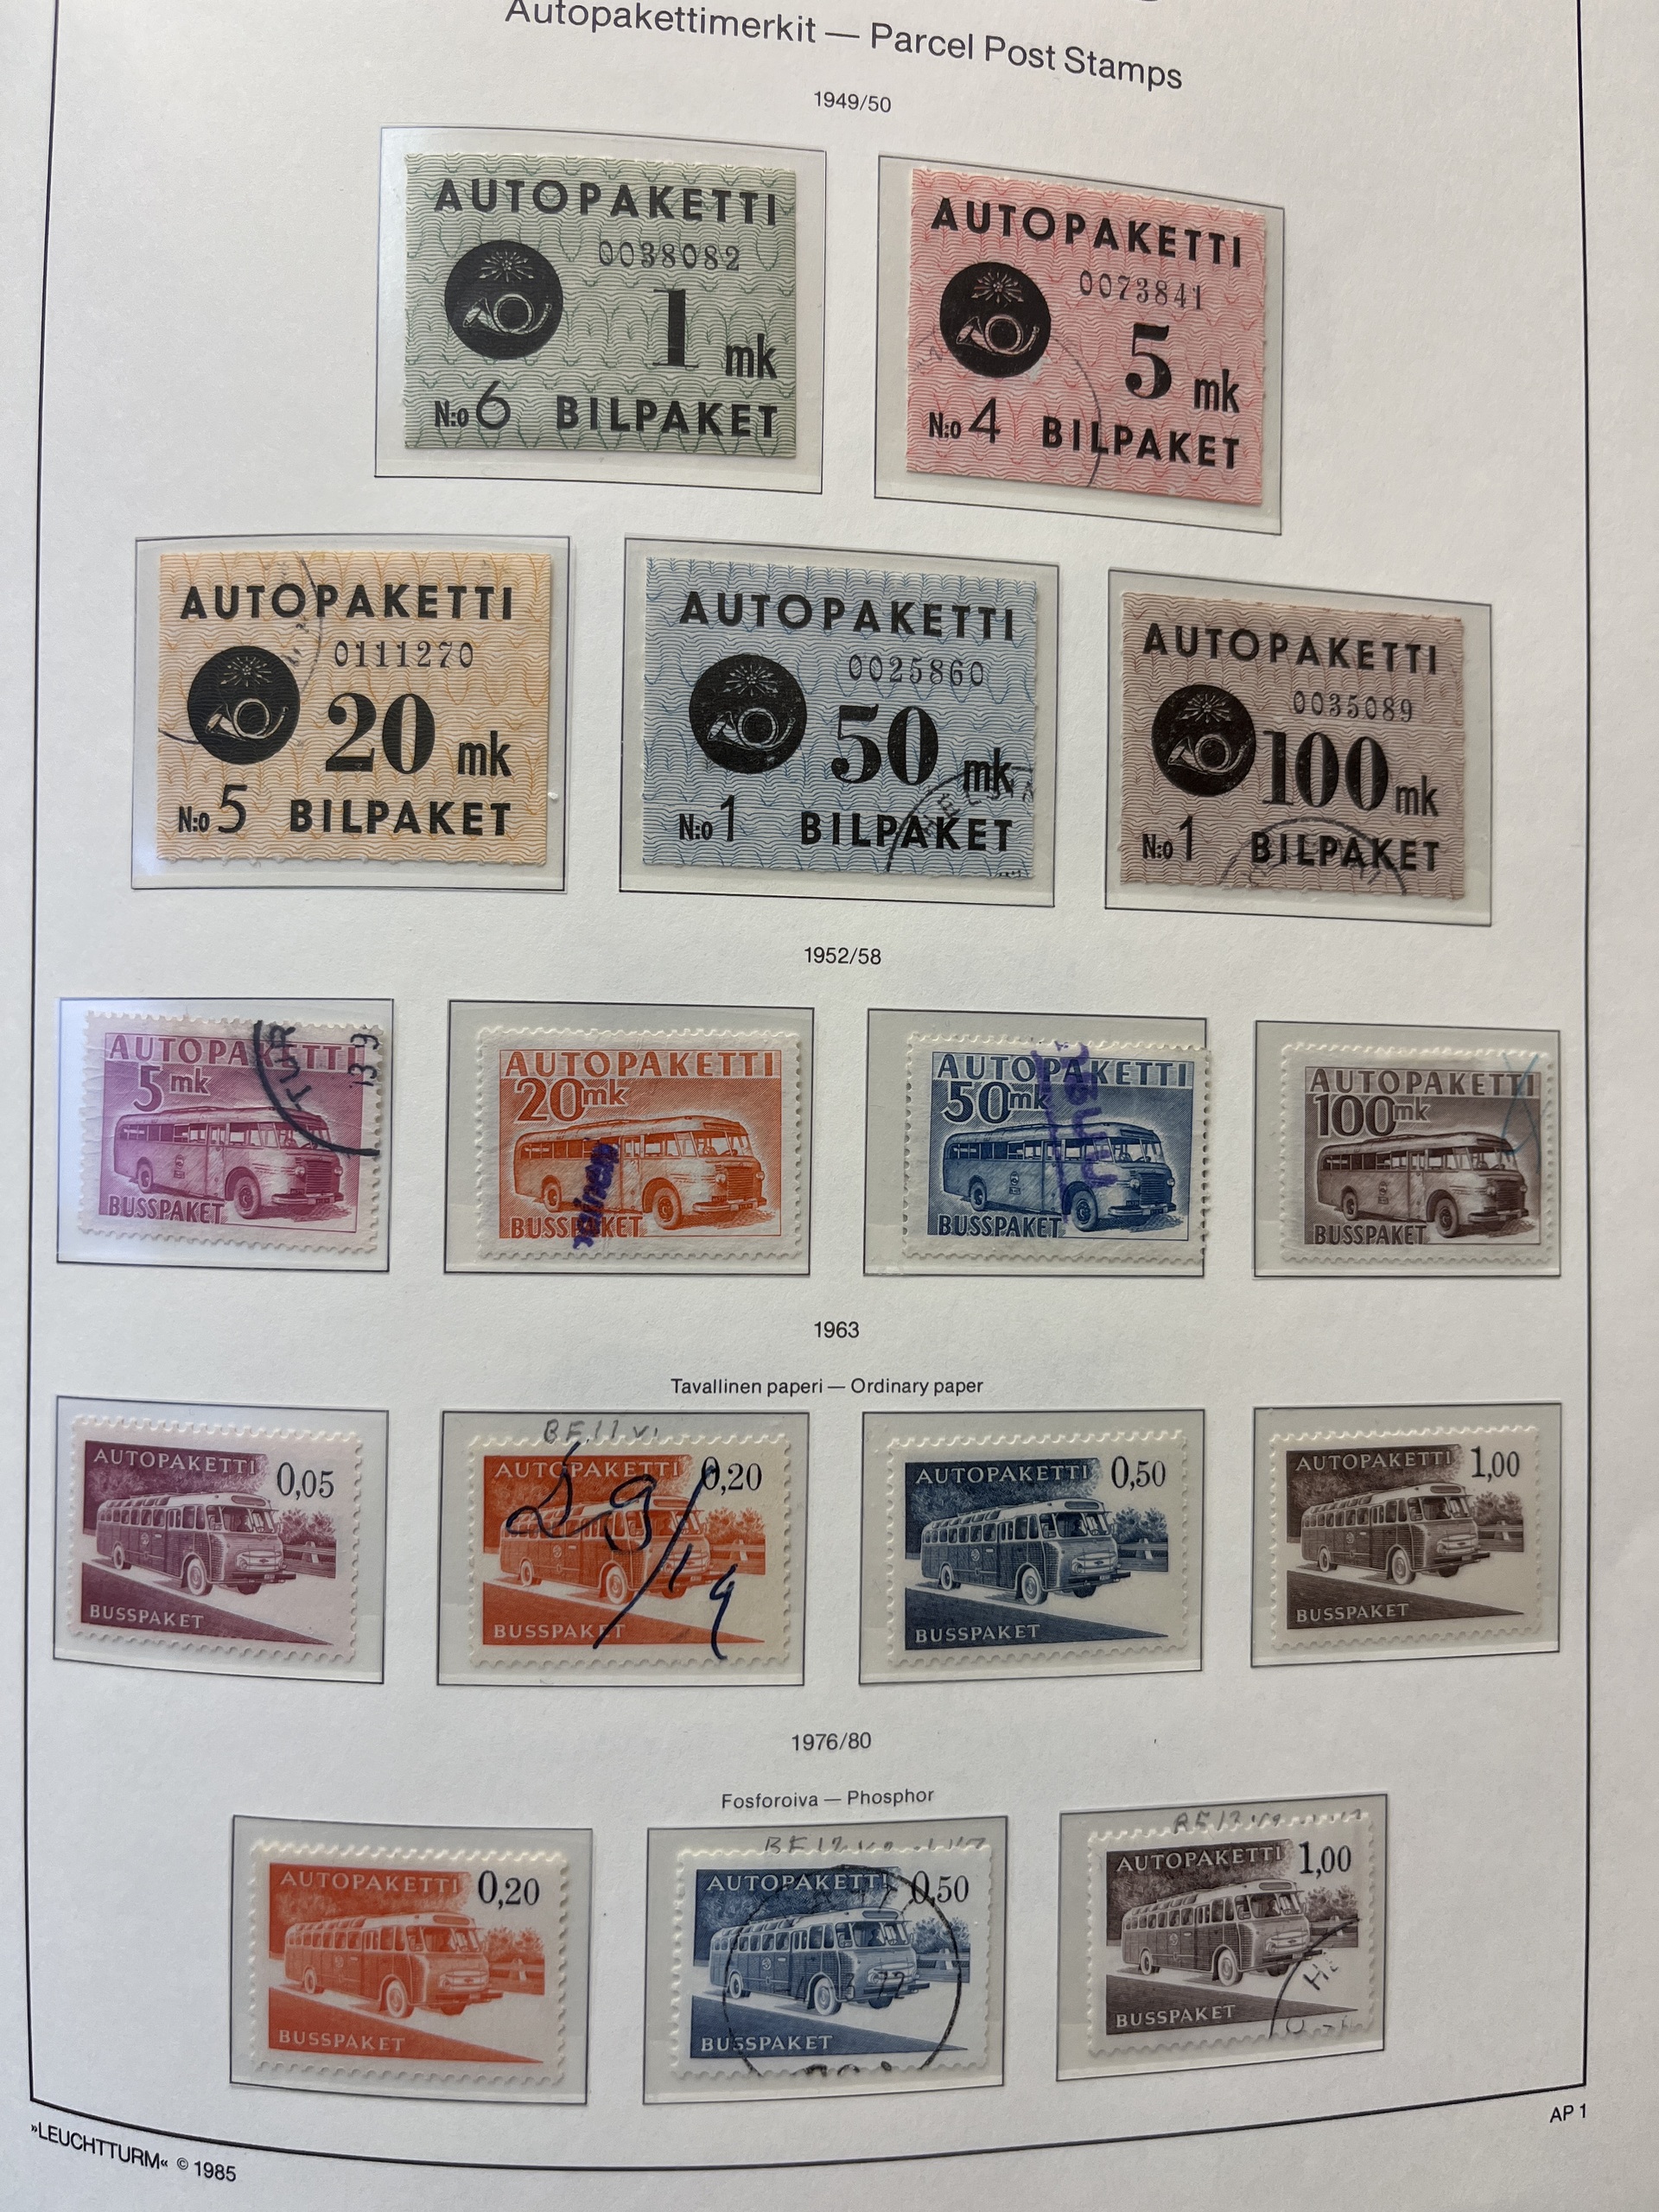 Autopakettimerkit — Parcel Post Stamps
1949/50
AUTOPAKETTI
0038082
1 mk
N:o 6 BILPAKET
AUTOPAKETTI
0073841
5 mk
N:o 4 BILPAKET
AUTOPAKETTI
0111270
20 mk
N:o 5 BILPAKET
AUTOPAKETTI
0025860
50 mk
N:o 1 BILPAKET
AUTOPAKETTI
0035089
100 mk
N:o 1 BILPAKET
1952/58
AUTOPAKETTI
5 mk
BUSSPAKET
TUR
AUTOPAKETTI
20 mk
BUSSPAKET
AUTOPAKETTI
50 mk
BUSSPAKET
AUTOPAKETTI
100 mk
BUSSPAKET
1963
Tavallinen paperi — Ordinary paper
AUTOPAKETTI 0,05
BUSSPAKET
AUTOPAKETTI 0,20
BUSSPAKET
AUTOPAKETTI 0,50
BUSSPAKET
AUTOPAKETTI 1,00
BUSSPAKET
1976/80
Fosforoiva — Phosphor
AUTOPAKETTI 0,20
BUSSPAKET
AUTOPAKETTI 0,50
BUSSPAKET
AUTOPAKETTI 1,00
BUSSPAKET
»LEUCHTTURM« © 1985
AP 1